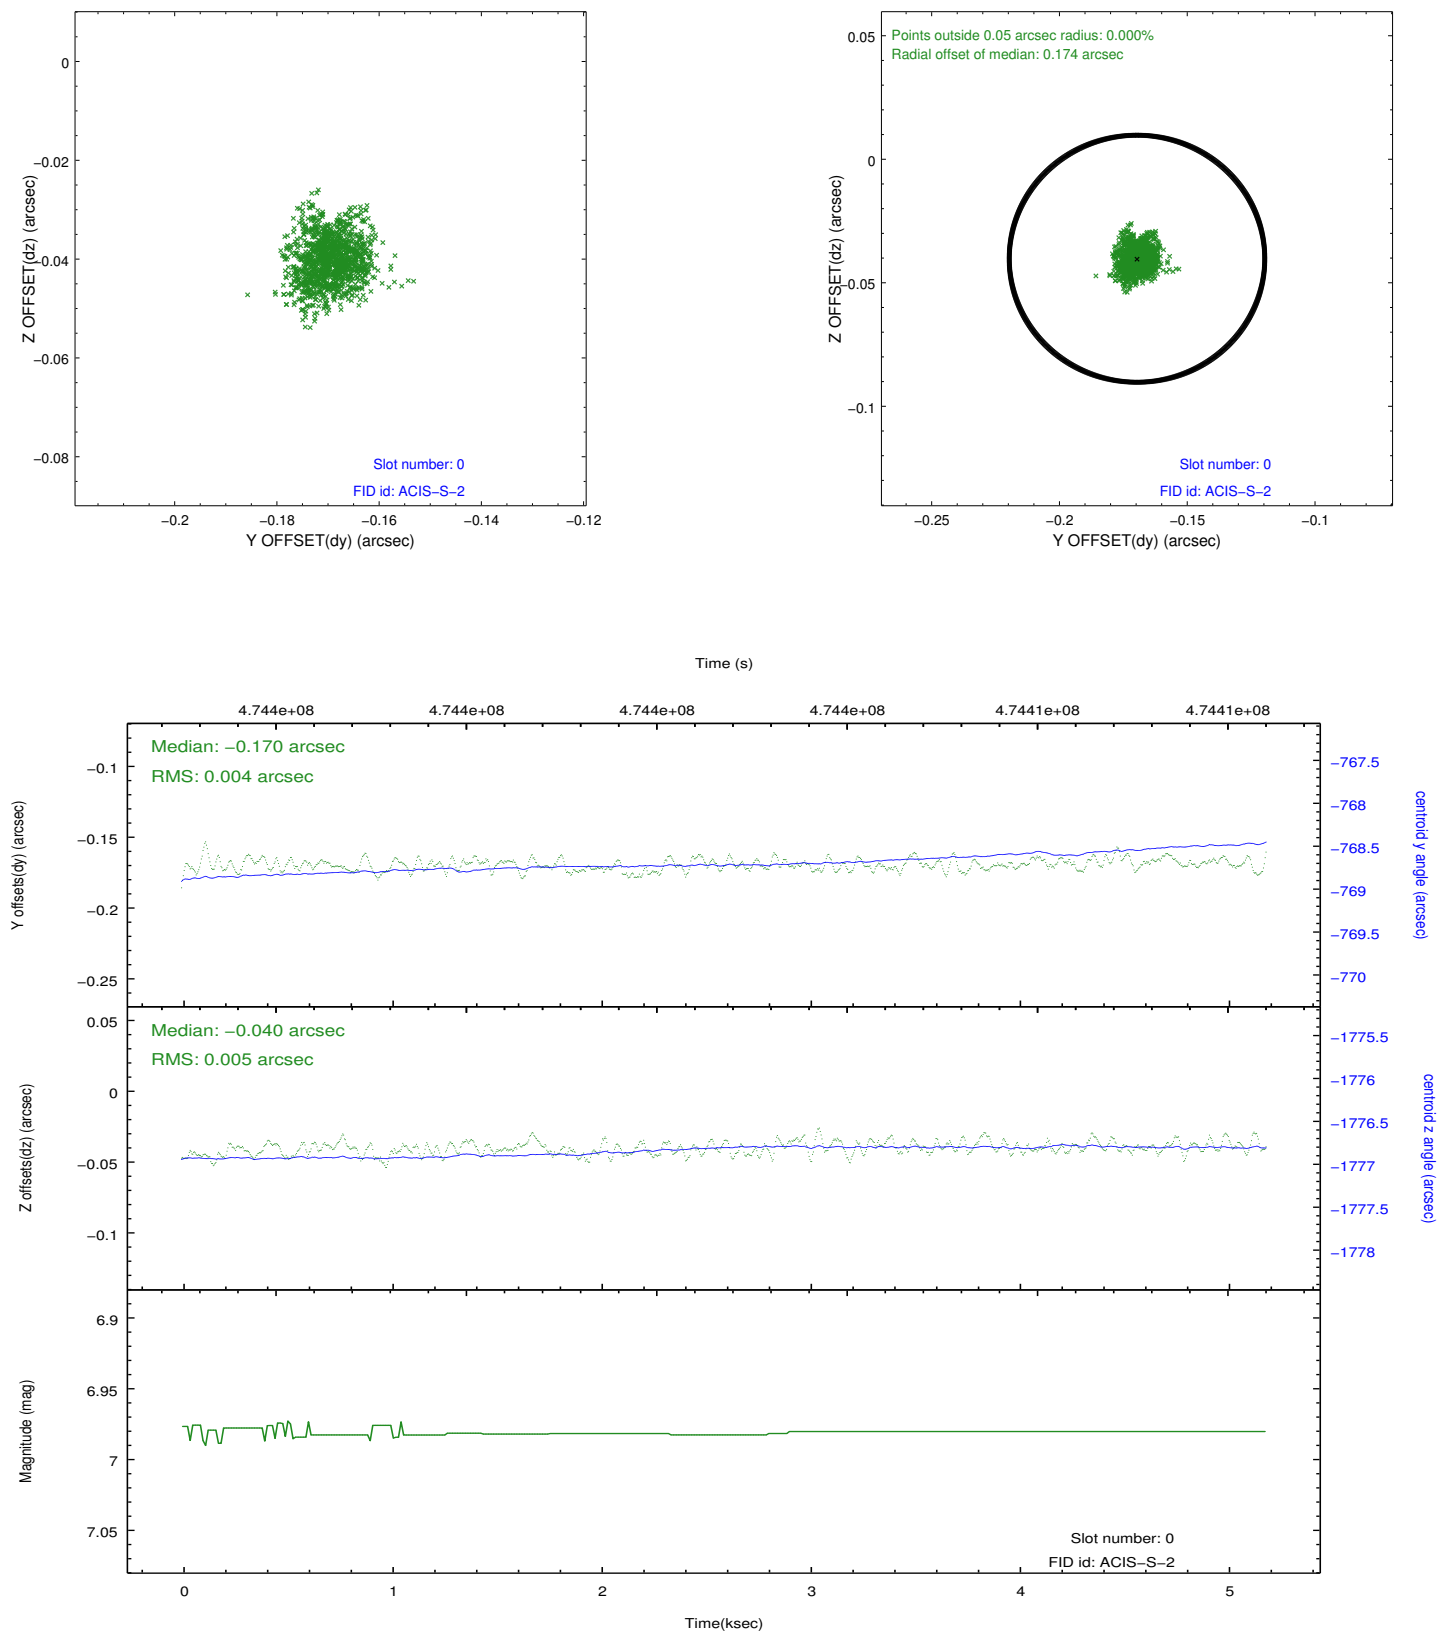 0
−0.02
−0.04
−0.06
−0.08
Z OFFSET(dz) (arcsec)
Slot number: 0
FID id: ACIS−S−2
−0.2
−0.18
−0.16
−0.14
−0.12
Y OFFSET(dy) (arcsec)
Points outside 0.05 arcsec radius: 0.000%
Radial offset of median: 0.174 arcsec
0.05
0
−0.05
−0.1
Z OFFSET(dz) (arcsec)
Slot number: 0
FID id: ACIS−S−2
−0.25
−0.2
−0.15
−0.1
Y OFFSET(dy) (arcsec)
Time (s)
4.744e+08
4.744e+08
4.744e+08
4.744e+08
4.7441e+08
4.7441e+08
Median: −0.170 arcsec
RMS: 0.004 arcsec
−0.1
−0.15
−0.2
−0.25
Y offsets(dy) (arcsec)
−767.5
−768
−768.5
−769
−769.5
−770
centroid y angle (arcsec)
Median: −0.040 arcsec
RMS: 0.005 arcsec
0.05
0
−0.05
−0.1
Z offsets(dz) (arcsec)
−1775.5
−1776
−1776.5
−1777
−1777.5
−1778
centroid z angle (arcsec)
6.9
6.95
7
7.05
Magnitude (mag)
Slot number: 0
FID id: ACIS−S−2
0
1
2
3
4
5
Time(ksec)